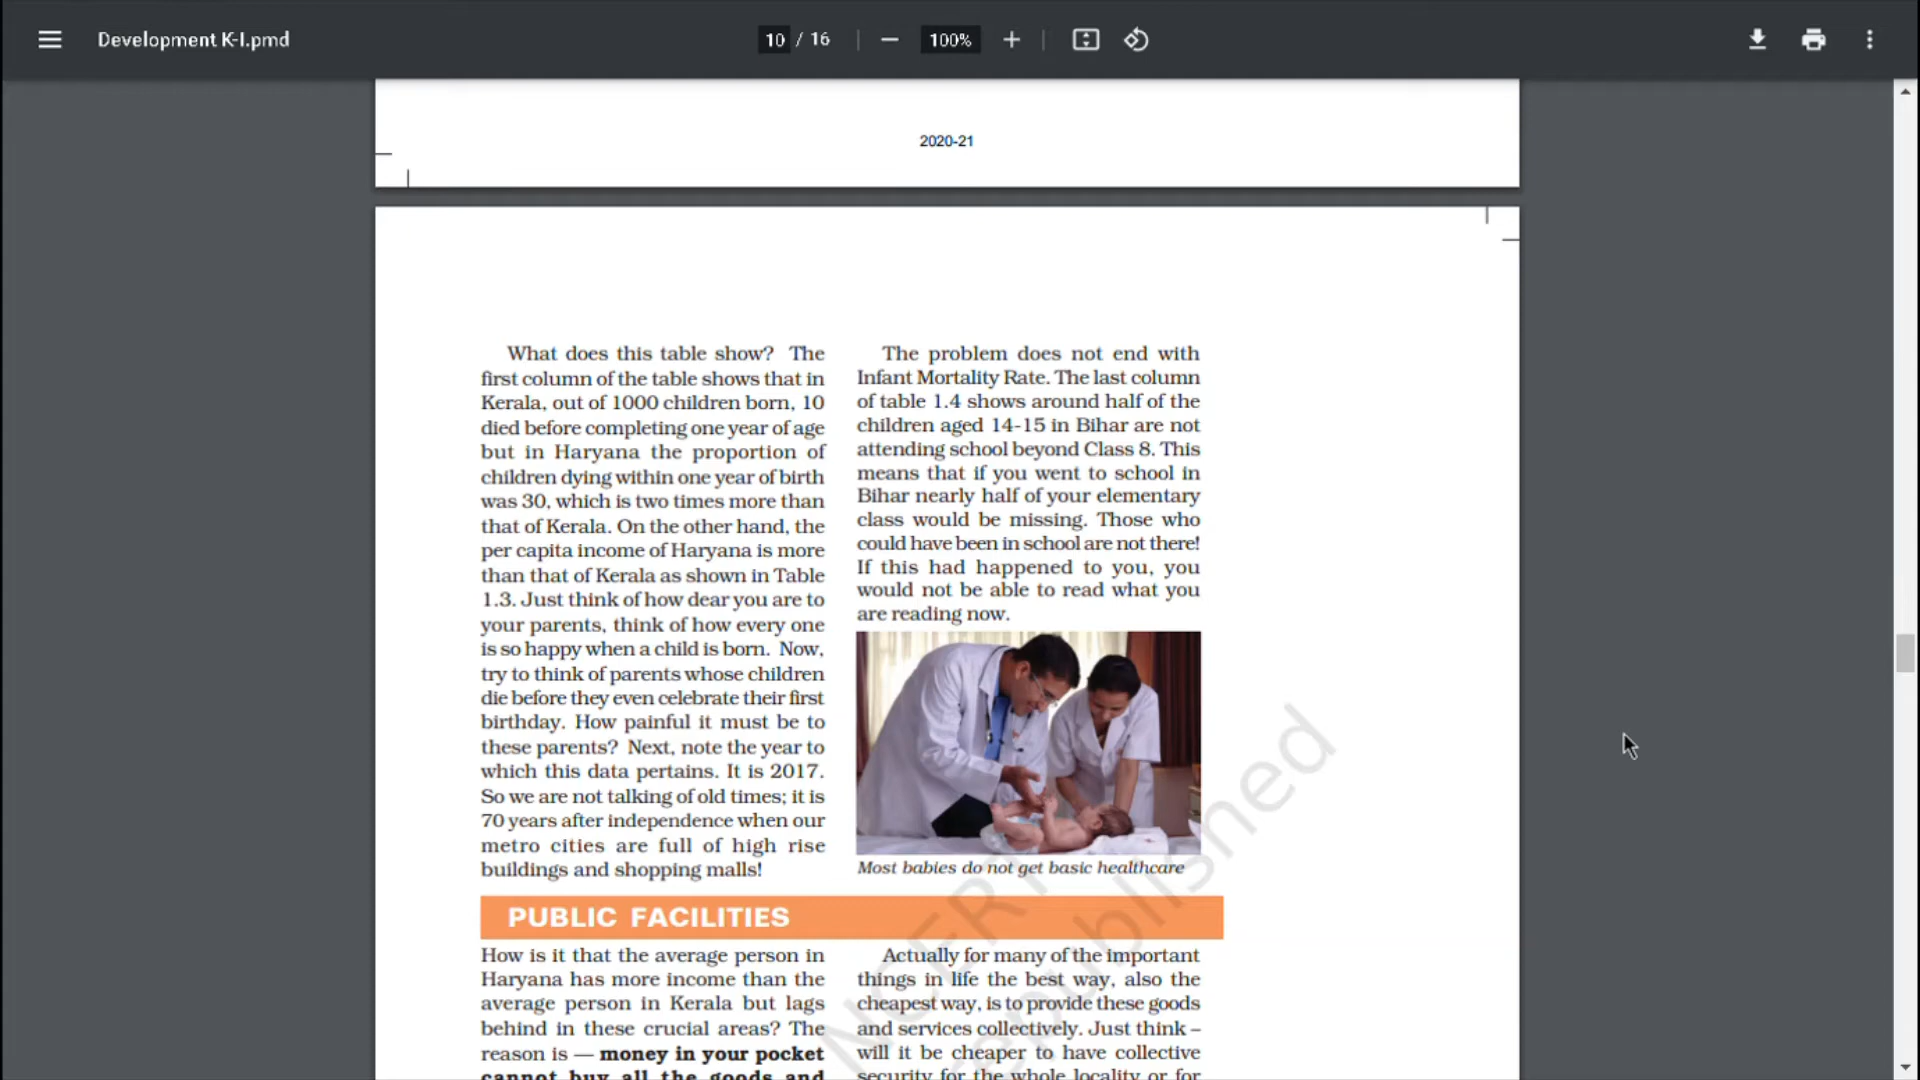 Development K-I.pmd
10 / 16
100%
2020-21
What does this table show? The
first column of the table shows that in
Kerala, out of 1000 children born, 10
died before completing one year of age
but in Haryana the proportion of
children dying within one year of birth
was 30, which is two times more than
that of Kerala. On the other hand, the
per capita income of Haryana is more
than that of Kerala as shown in Table
1.3. Just think of how dear you are to
your parents, think of how every one
is so happy when a child is born. Now,
try to think of parents whose children
die before they even celebrate their first
birthday. How painful it must be to
these parents? Next, note the year to
which this data pertains. It is 2017.
So we are not talking of old times; it is
70 years after independence when our
metro cities are full of high rise
buildings and shopping malls!
The problem does not end with
Infant Mortality Rate. The last column
of table 1.4 shows around half of the
children aged 14-15 in Bihar are not
attending school beyond Class 8. This
means that if you went to school in
Bihar nearly half of your elementary
class would be missing. Those who
could have been in school are not there!
If this had happened to you, you
would not be able to read what you
are reading now.
Most babies do not get basic healthcare
PUBLIC FACILITIES
How is it that the average person in
Haryana has more income than the
average person in Kerala but lags
behind in these crucial areas? The
reason is — money in your pocket
cannot buy all the goods and
Actually for many of the important
things in life the best way, also the
cheapest way, is to provide these goods
and services collectively. Just think –
will it be cheaper to have collective
security for the whole locality or for
NCERT
republished